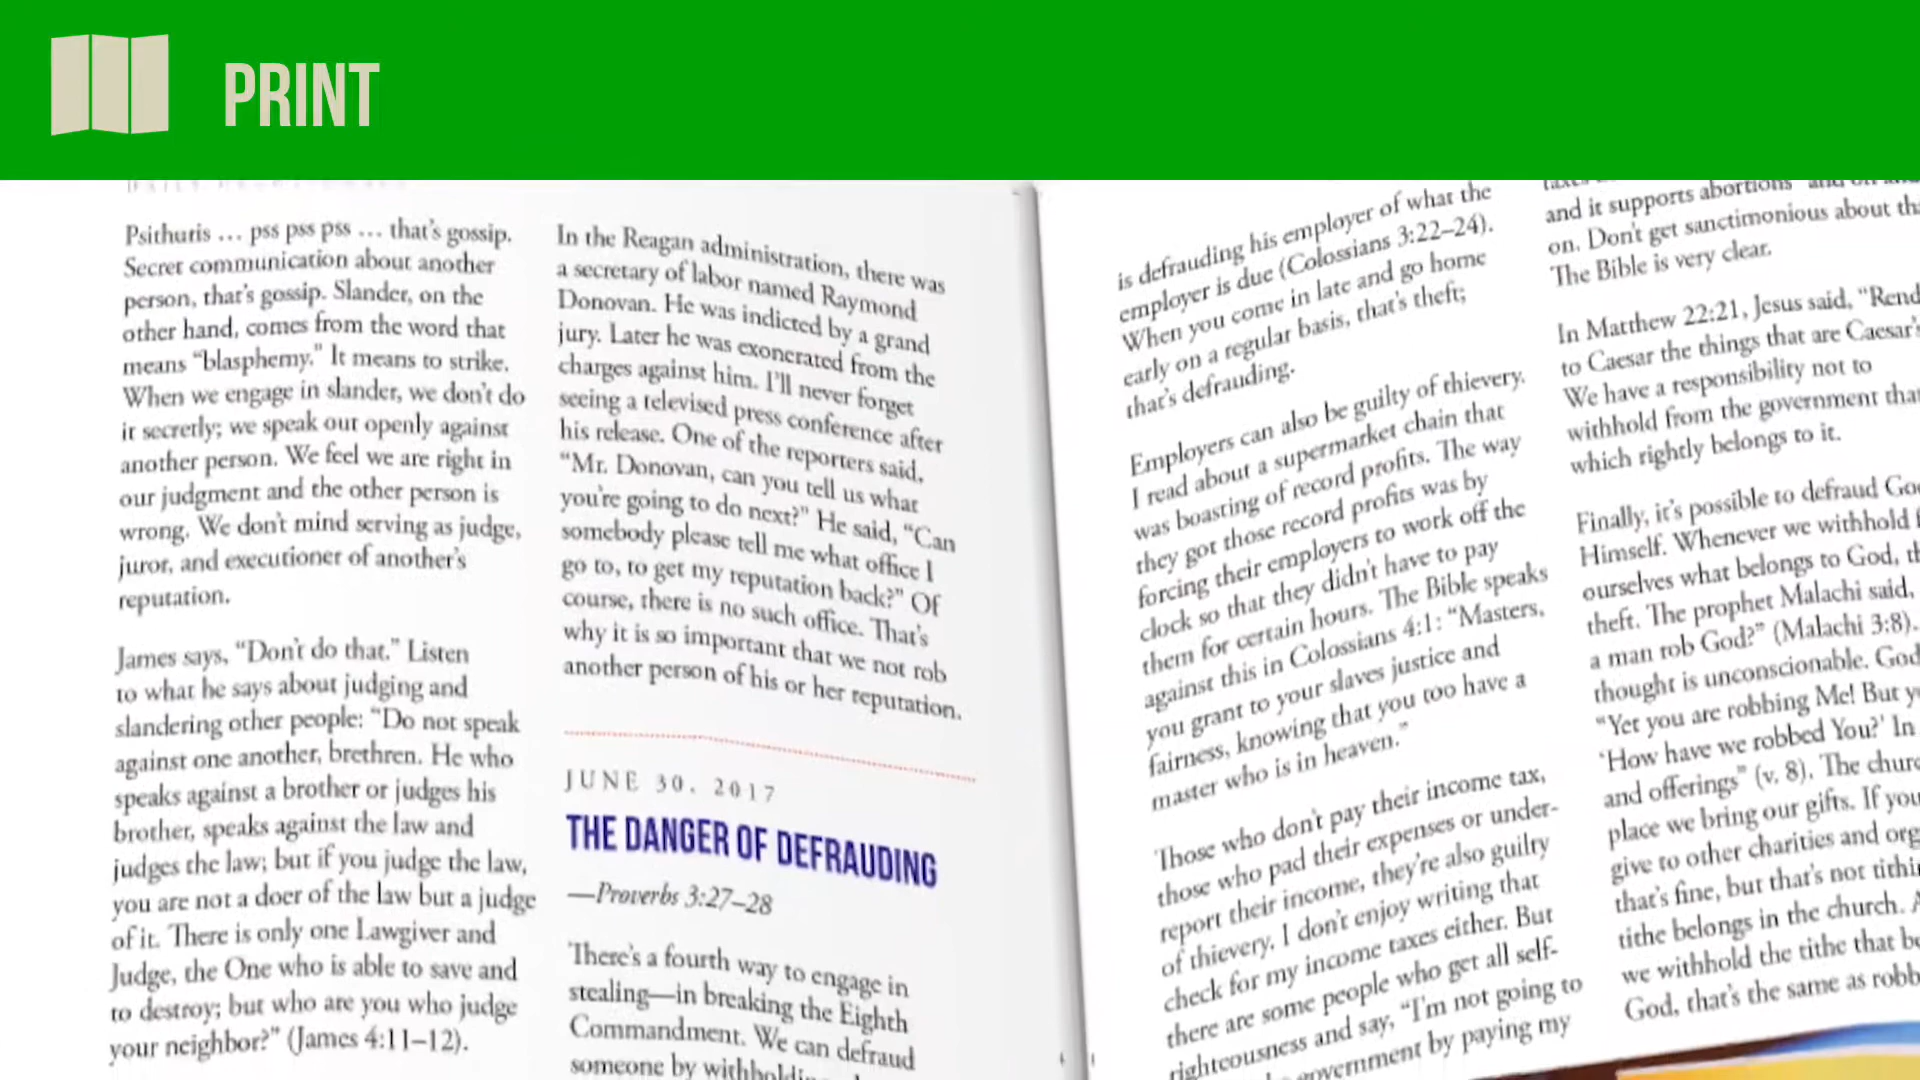 PRINT
Psithuris … pss pss pss … that's gossip.
Secret communication about another
person, that's gossip. Slander, on the
other hand, comes from the word that
means “blasphemy.” It means to strike.
When we engage in slander, we don't do
it secretly; we speak out openly against
another person. We feel we are right in
our judgment and the other person is
wrong. We don't mind serving as judge,
juror, and executioner of another's
reputation.
James says, “Don't do that.” Listen
to what he says about judging and
slandering other people: “Do not speak
against one another, brethren. He who
speaks against a brother or judges his
brother, speaks against the law and
judges the law; but if you judge the law,
you are not a doer of the law but a judge
of it. There is only one Lawgiver and
Judge, the One who is able to save and
to destroy; but who are you who judge
your neighbor?” (James 4:11–12).
In the Reagan administration, there was
a secretary of labor named Raymond
Donovan. He was indicted by a grand
jury. Later he was exonerated from the
charges against him. I'll never forget
seeing a televised press conference after
his release. One of the reporters said,
“Mr. Donovan, can you tell us what
you're going to do next?” He said, “Can
somebody please tell me what office I
go to, to get my reputation back?” Of
course, there is no such office. That's
why it is so important that we not rob
another person of his or her reputation.
JUNE 30, 2017
THE DANGER OF DEFRAUDING
—Proverbs 3:27–28
There's a fourth way to engage in
stealing—in breaking the Eighth
Commandment. We can defraud
someone by
is defrauding his employer of what the
employer is due (Colossians 3:22–24).
When you come in late and go home
early on a regular basis, that's theft;
that's defrauding.
Employers can also be guilty of thievery.
I read about a supermarket chain that
was boasting of record profits. The way
they got those record profits was by
forcing their employers to work off the
clock so that they didn't have to pay
them for certain hours. The Bible speaks
against this in Colossians 4:1: “Masters,
you grant to your slaves justice and
fairness, knowing that you too have a
master who is in heaven.”
Those who don't pay their income tax,
those who pad their expenses or under-
report their income, they're also guilty
of thievery. I don't enjoy writing that
check for my income taxes either. But
there are some people who get all self-
righteousness and say, “I'm not going to
government by paying my
and it supports abortions
on. Don't get sanctimonious about
The Bible is very clear.
In Matthew 22:21, Jesus said,
to Caesar the things that are Caesar's
We have a responsibility not to
withhold from the government
which rightly belongs to it.
Finally, it's possible to defraud
Himself. Whenever we withhold
ourselves what belongs to God,
theft. The prophet Malachi said,
a man rob God?” (Malachi 3:8).
thought is unconscionable.
“Yet you are robbing Me! But
‘How have we robbed You?’ In
and offerings” (v. 8). The
place we bring our gifts. If
give to other charities and
that's fine, but that's not
tithe belongs in the church.
we withhold the tithe that
God, that's the same as